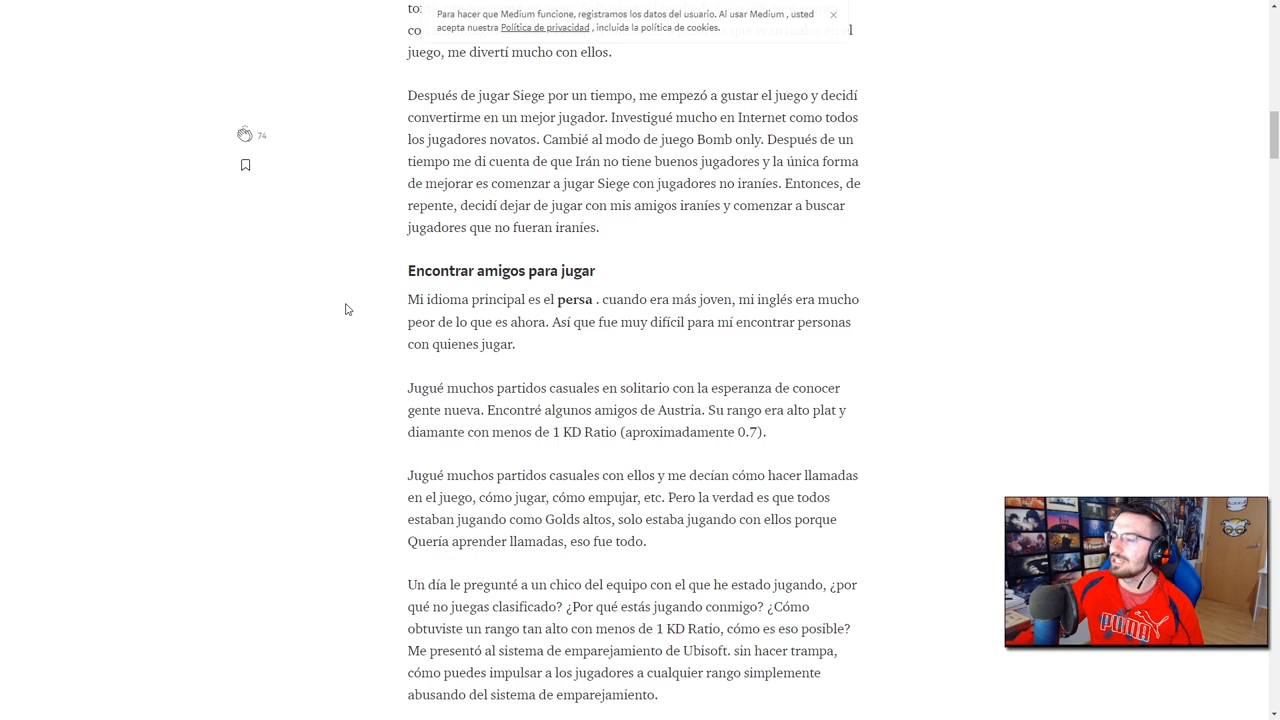 Para hacer que Medium funcione, registramos los datos del usuario. Al usar Medium , usted
acepta nuestra Política de privacidad , incluida la política de cookies.
juego, me divertí mucho con ellos.
Después de jugar Siege por un tiempo, me empezó a gustar el juego y decidí
convertirme en un mejor jugador. Investigué mucho en Internet como todos
los jugadores novatos. Cambié al modo de juego Bomb only. Después de un
tiempo me di cuenta de que Irán no tiene buenos jugadores y la única forma
de mejorar es comenzar a jugar Siege con jugadores no iraníes. Entonces, de
repente, decidí dejar de jugar con mis amigos iraníes y comenzar a buscar
jugadores que no fueran iraníes.
74
Encontrar amigos para jugar
Mi idioma principal es el persa . cuando era más joven, mi inglés era mucho
peor de lo que es ahora. Así que fue muy difícil para mí encontrar personas
con quienes jugar.
Jugué muchos partidos casuales en solitario con la esperanza de conocer
gente nueva. Encontré algunos amigos de Austria. Su rango era alto plat y
diamante con menos de 1 KD Ratio (aproximadamente 0.7).
Jugué muchos partidos casuales con ellos y me decían cómo hacer llamadas
en el juego, cómo jugar, cómo empujar, etc. Pero la verdad es que todos
estaban jugando como Golds altos, solo estaba jugando con ellos porque
Quería aprender llamadas, eso fue todo.
Un día le pregunté a un chico del equipo con el que he estado jugando, ¿por
qué no juegas clasificado? ¿Por qué estás jugando conmigo? ¿Cómo
obtuviste un rango tan alto con menos de 1 KD Ratio, cómo es eso posible?
Me presentó al sistema de emparejamiento de Ubisoft. sin hacer trampa,
cómo puedes impulsar a los jugadores a cualquier rango simplemente
abusando del sistema de emparejamiento.
PUMA